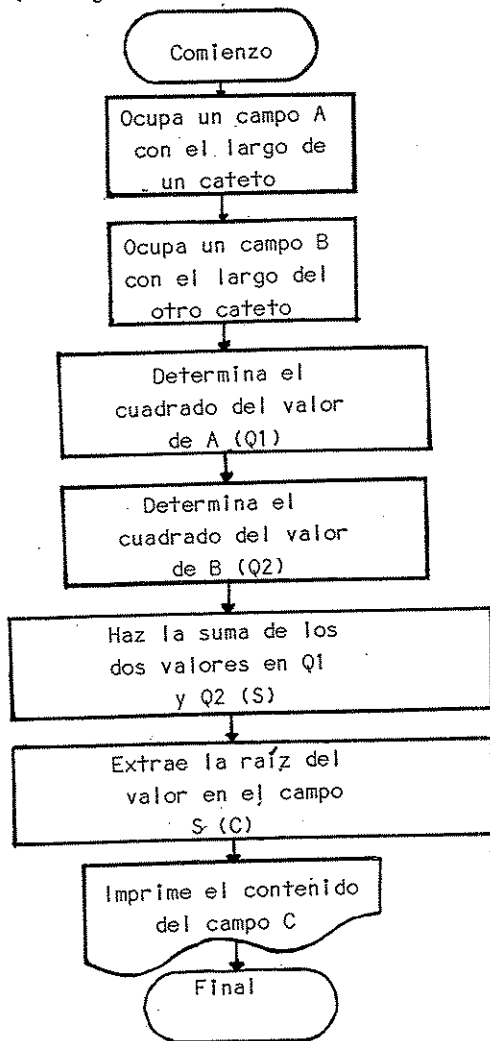 Comienzo
Ocupa un campo A
con el largo de
un cateto
Ocupa un campo B
con el largo del
otro cateto
Determina el
cuadrado del valor
de A (Q1)
Determina el
cuadrado del valor
de B (Q2)
Haz la suma de los
dos valores en Q1
y Q2 (S)
Extrae la raíz del
valor en el campo
S (C)
Imprime el contenido
del campo C
Final